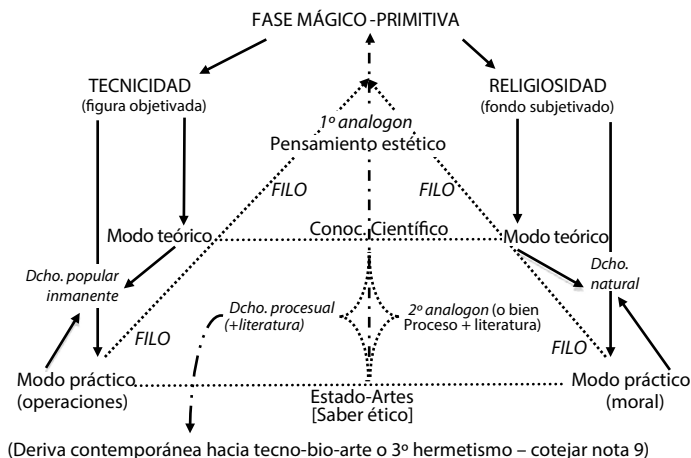 FASE MÁGICO-PRIMITIVA
TECNICIDAD
(figura objetivada)
RELIGIOSIDAD
(fondo subjetivado)
1º analogon
Pensamiento estético
FILO
FILO
Modo teórico
Conoc. Científico
Modo teórico
Dcho. popular
inmanente
Dcho.
natural
Dcho. procesual
(+literatura)
2º analogon (o bien
Proceso + literatura)
FILO
FILO
Modo práctico
(operaciones)
Estado-Artes
[Saber ético]
Modo práctico
(moral)
(Deriva contemporánea hacia tecno-bio-arte o 3º hermetismo – cotejar nota 9)